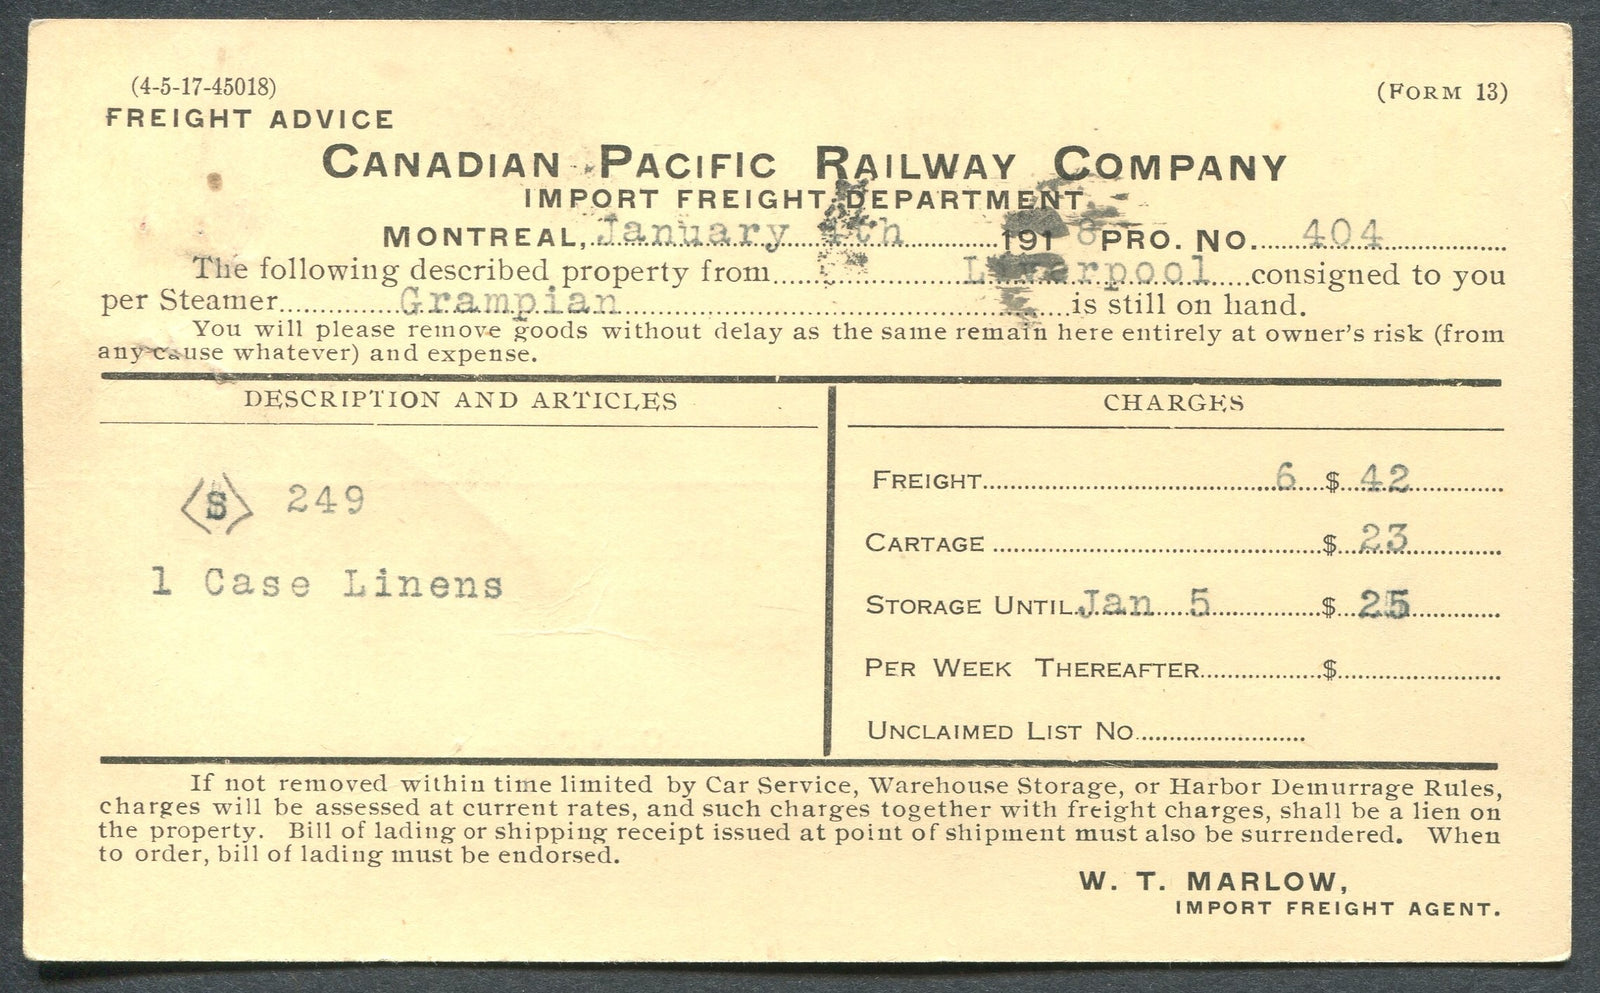 (4-5-17-45018)
(FORM 13)
FREIGHT ADVICE
CANADIAN PACIFIC RAILWAY COMPANY
IMPORT FREIGHT DEPARTMENT
MONTREAL, January 4th 1918 PRO. NO. 404
The following described property from Liverpool consigned to you
per Steamer Grampian is still on hand.
You will please remove goods without delay as the same remain here entirely at owner's risk (from
any cause whatever) and expense.
DESCRIPTION AND ARTICLES
CHARGES
<S> 249
1 Case Linens
FREIGHT 6 $ 42
CARTAGE $ 23
STORAGE UNTIL Jan 5 $ 25
PER WEEK THEREAFTER $
UNCLAIMED LIST NO.
If not removed within time limited by Car Service, Warehouse Storage, or Harbor Demurrage Rules,
charges will be assessed at current rates, and such charges together with freight charges, shall be a lien on
the property. Bill of lading or shipping receipt issued at point of shipment must also be surrendered. When
to order, bill of lading must be endorsed.
W. T. MARLOW,
IMPORT FREIGHT AGENT.